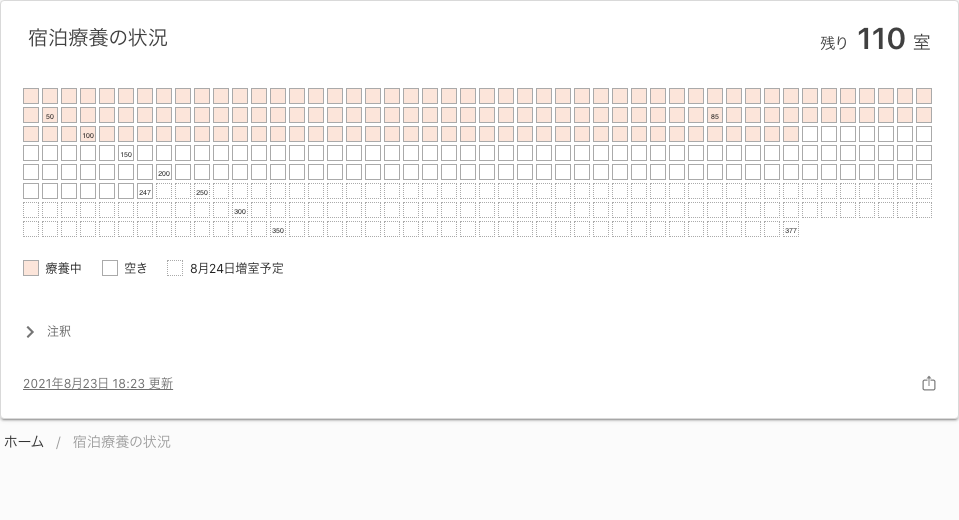 宿泊療養の状況
残り 110 室
50
85
100
150
200
247
250
300
350
377
療養中
空き
8月24日増室予定
注釈
2021年8月23日 18:23 更新
ホーム / 宿泊療養の状況